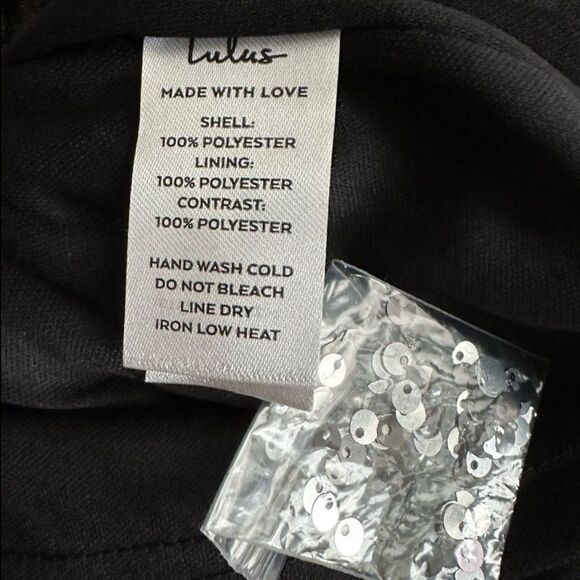 Lulus
MADE WITH LOVE
SHELL:
100% POLYESTER
LINING:
100% POLYESTER
CONTRAST:
100% POLYESTER
HAND WASH COLD
DO NOT BLEACH
LINE DRY
IRON LOW HEAT